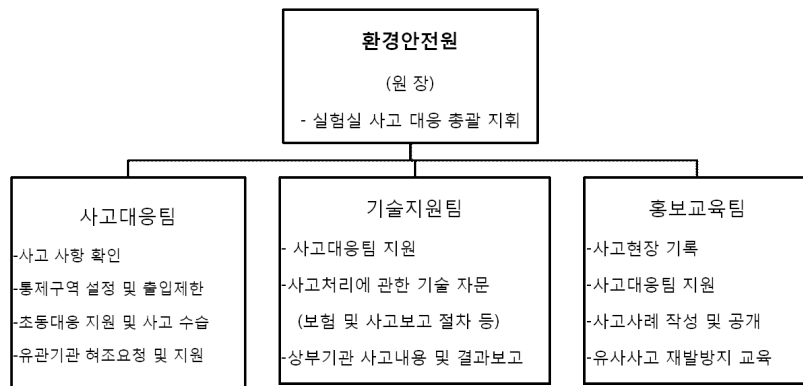 환경안전원
(원 장)
- 실험실 사고 대응 총괄 지휘
사고대응팀
-사고 사항 확인
-통제구역 설정 및 출입제한
-초동대응 지원 및 사고 수습
-유관기관 협조요청 및 지원
기술지원팀
- 사고대응팀 지원
-사고처리에 관한 기술 자문
(보험 및 사고보고 절차 등)
-상부기관 사고내용 및 결과보고
홍보교육팀
-사고현장 기록
-사고대응팀 지원
-사고사례 작성 및 공개
-유사사고 재발방지 교육